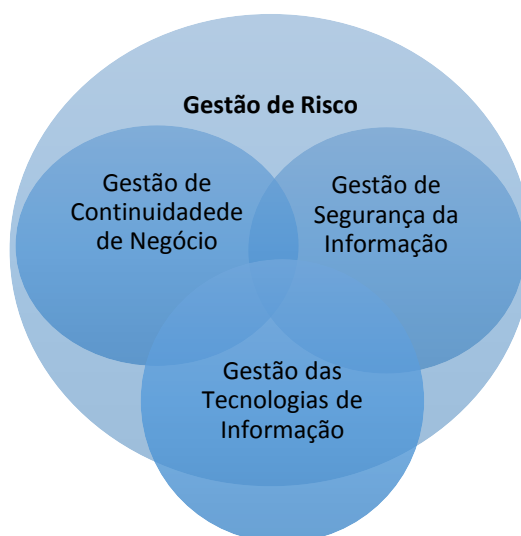 Gestão de Risco
Gestão de
Continuidadede
de Negócio
Gestão de
Segurança da
Informação
Gestão das
Tecnologias de
Informação